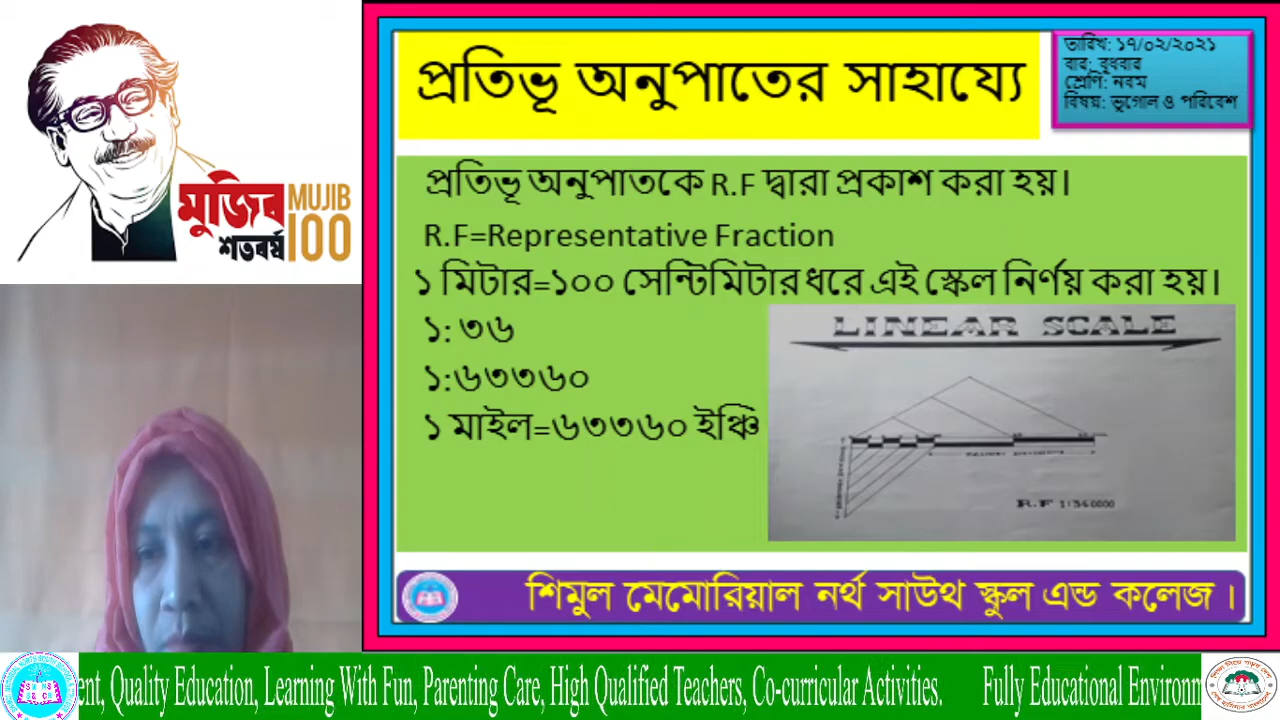 মুজিব
শতবর্ষ
MUJIB
100
প্রতিভূ অনুপাতের সাহায্যে
তারিখ: ১৭/০২/২০২১
বার: বুধবার
শ্রেণি: নবম
বিষয়: ভূগোল ও পরিবেশ
প্রতিভূ অনুপাতকে R.F দ্বারা প্রকাশ করা হয়।
R.F=Representative Fraction
১ মিটার=১০০ সেন্টিমিটার ধরে এই স্কেল নির্ণয় করা হয়।
১: ৩৬
১:৬৩৩৬০
১ মাইল=৬৩৩৬০ ইঞ্চি
LINEAR SCALE
R.F
শিমুল মেমোরিয়াল নর্থ সাউথ স্কুল এন্ড কলেজ ।
ent, Quality Education, Learning With Fun, Parenting Care, High Qualified Teachers, Co-curricular Activities. Fully Educational Environm